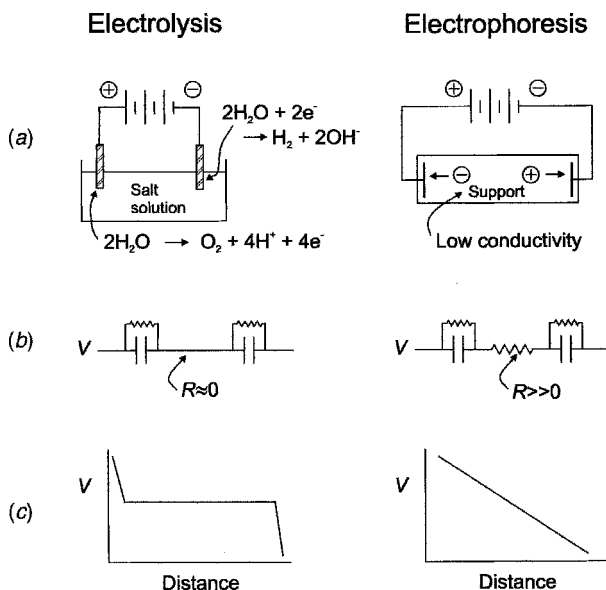 Electrolysis Electrophoresis
(a)
⊕ ⊖
2H₂O + 2e⁻
→ H₂ + 2OH⁻
Salt
solution
2H₂O → O₂ + 4H⁺ + 4e⁻
⊕ ⊖
← ⊖ ⊕ →
Support
Low conductivity
(b)
V
R≈0
V
R>>0
(c)
V
Distance
V
Distance